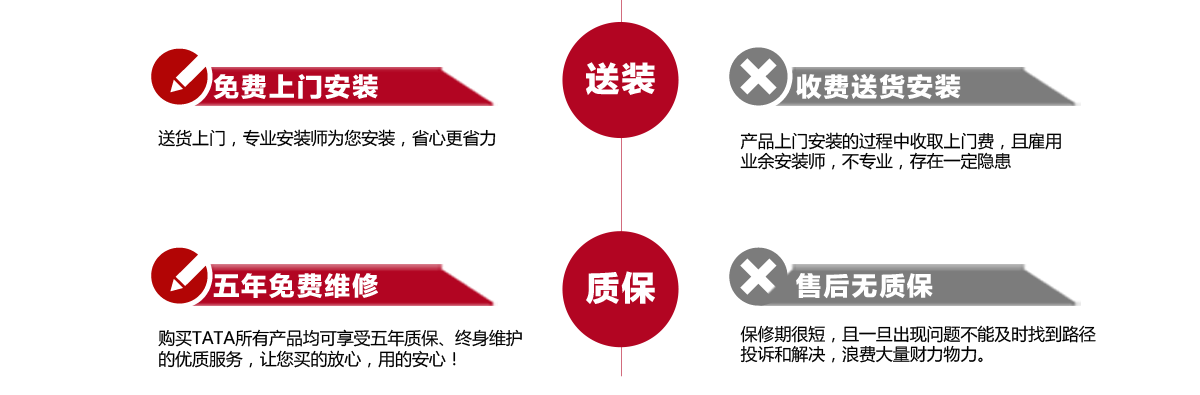 免费上门安装
送货上门，专业安装师为您安装，省心更省力
送装
收费送货安装
产品上门安装的过程中收取上门费，且雇用
业余安装师，不专业，存在一定隐患
五年免费维修
购买TATA所有产品均可享受五年质保、终身维护
的优质服务，让您买的放心，用的安心！
质保
售后无质保
保修期很短，且一旦出现问题不能及时找到路径
投诉和解决，浪费大量财力物力。